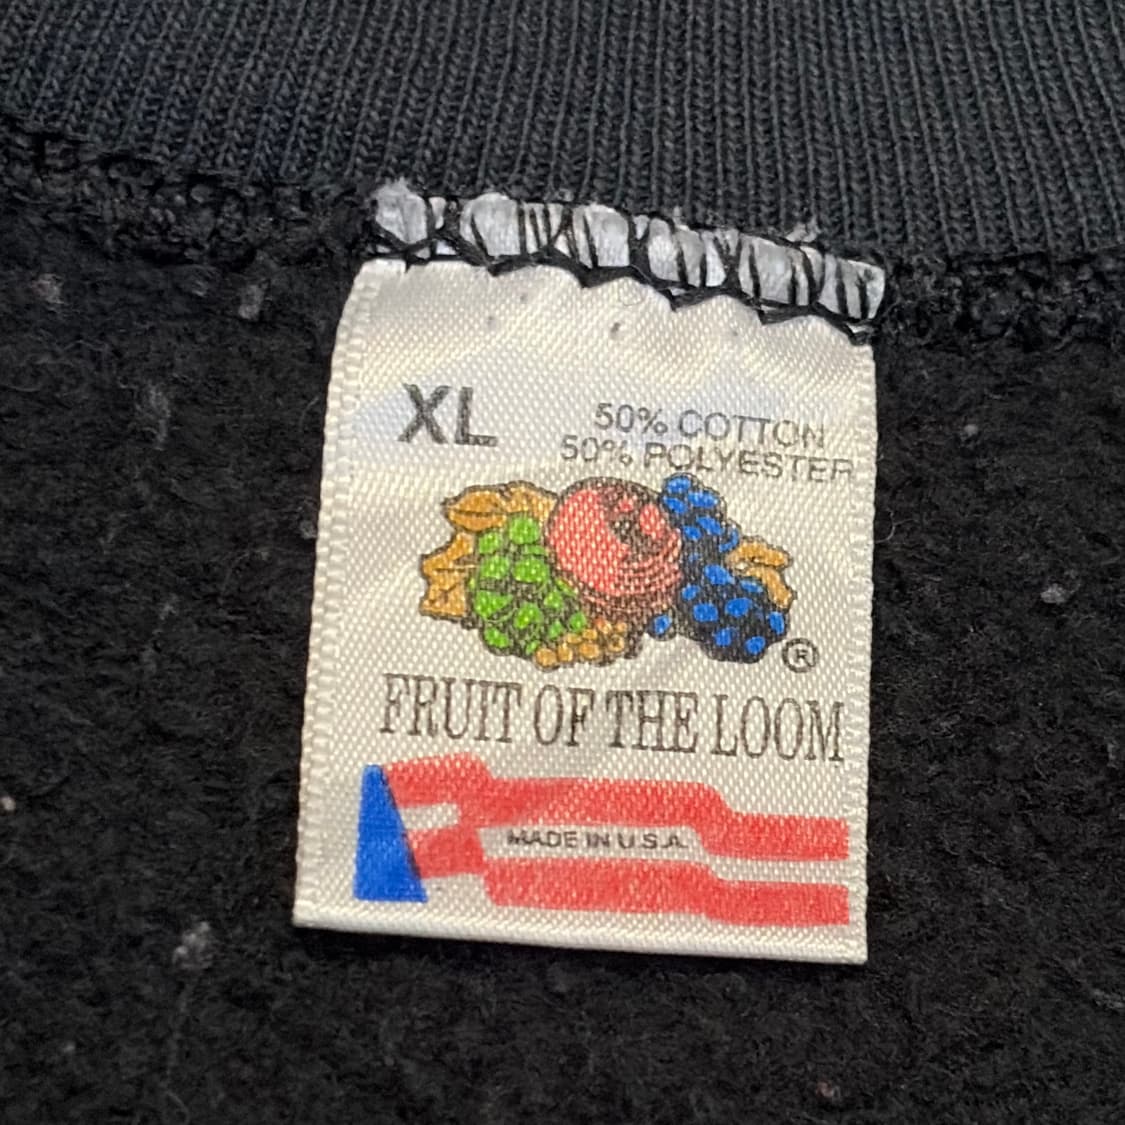 XL
50% COTTON
50% POLYESTER
®
FRUIT OF THE LOOM
MADE IN U.S.A.